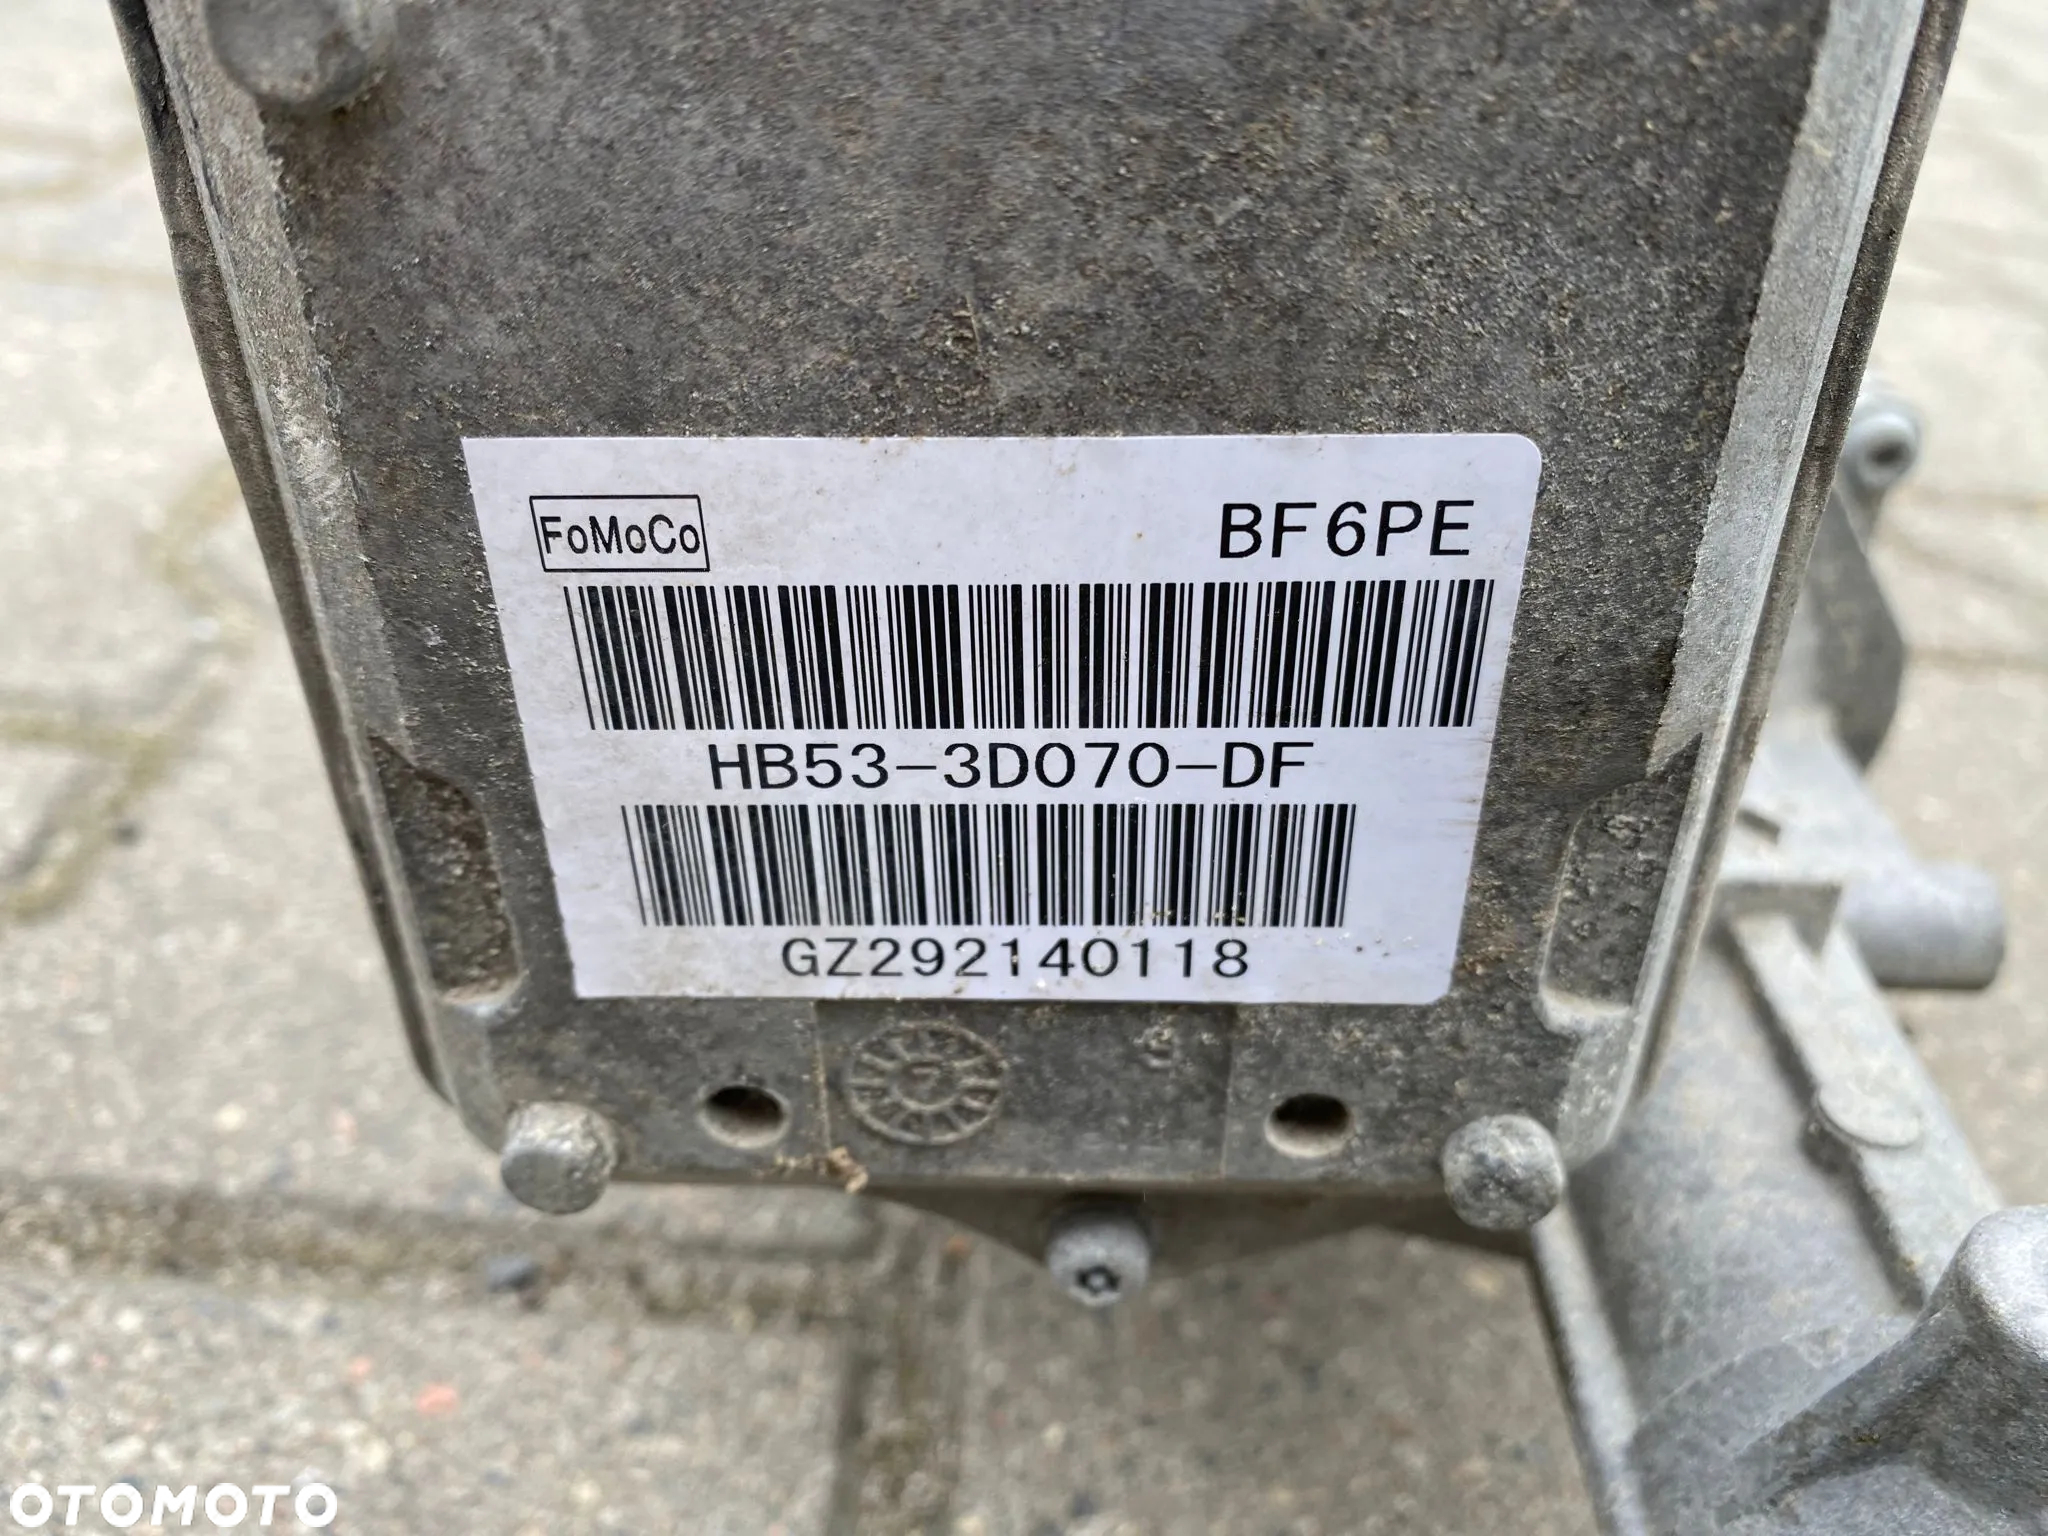 FoMoCo
BF6PE
HB53-3D070-DF
GZ292140118
OTOMOTO